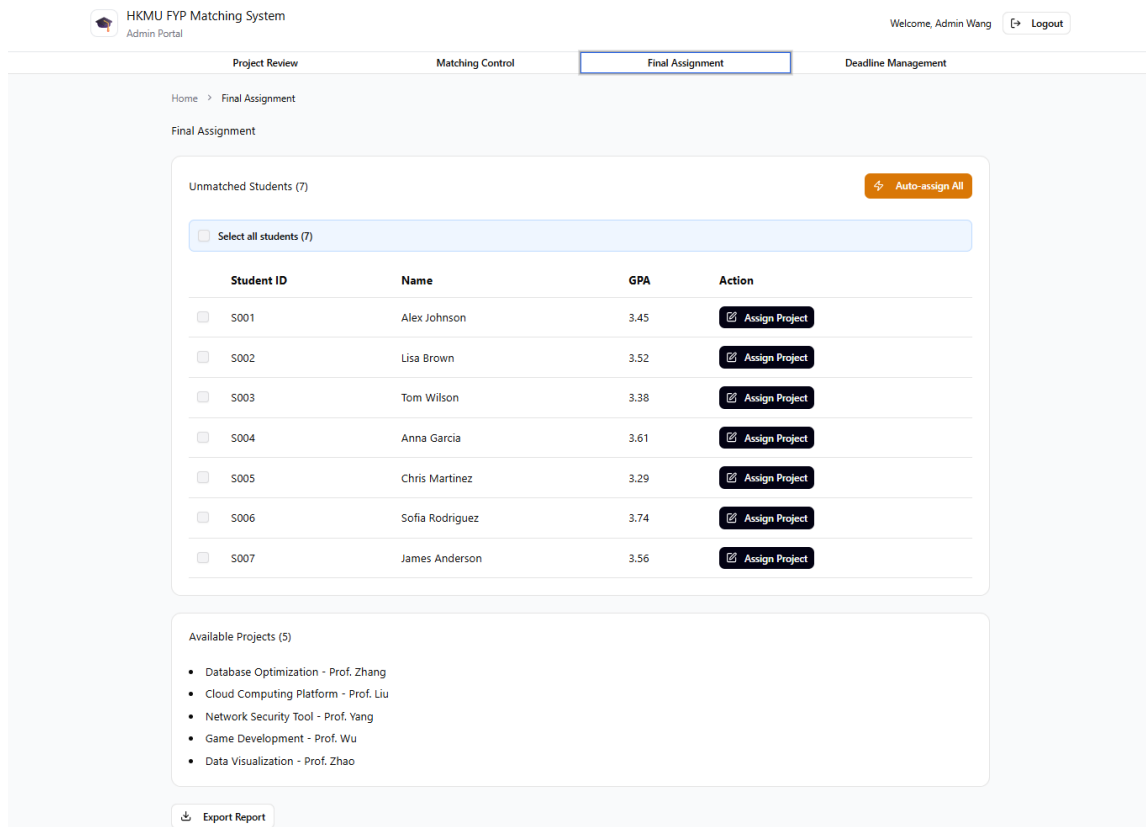 HKMU FYP Matching System
Admin Portal
Welcome, Admin Wang
Logout
Project Review
Matching Control
Final Assignment
Deadline Management
Home > Final Assignment
Final Assignment
Unmatched Students (7)
Auto-assign All
Select all students (7)
Student ID Name GPA Action
S001 Alex Johnson 3.45 Assign Project
S002 Lisa Brown 3.52 Assign Project
S003 Tom Wilson 3.38 Assign Project
S004 Anna Garcia 3.61 Assign Project
S005 Chris Martinez 3.29 Assign Project
S006 Sofia Rodriguez 3.74 Assign Project
S007 James Anderson 3.56 Assign Project
Available Projects (5)
• Database Optimization - Prof. Zhang
• Cloud Computing Platform - Prof. Liu
• Network Security Tool - Prof. Yang
• Game Development - Prof. Wu
• Data Visualization - Prof. Zhao
Export Report